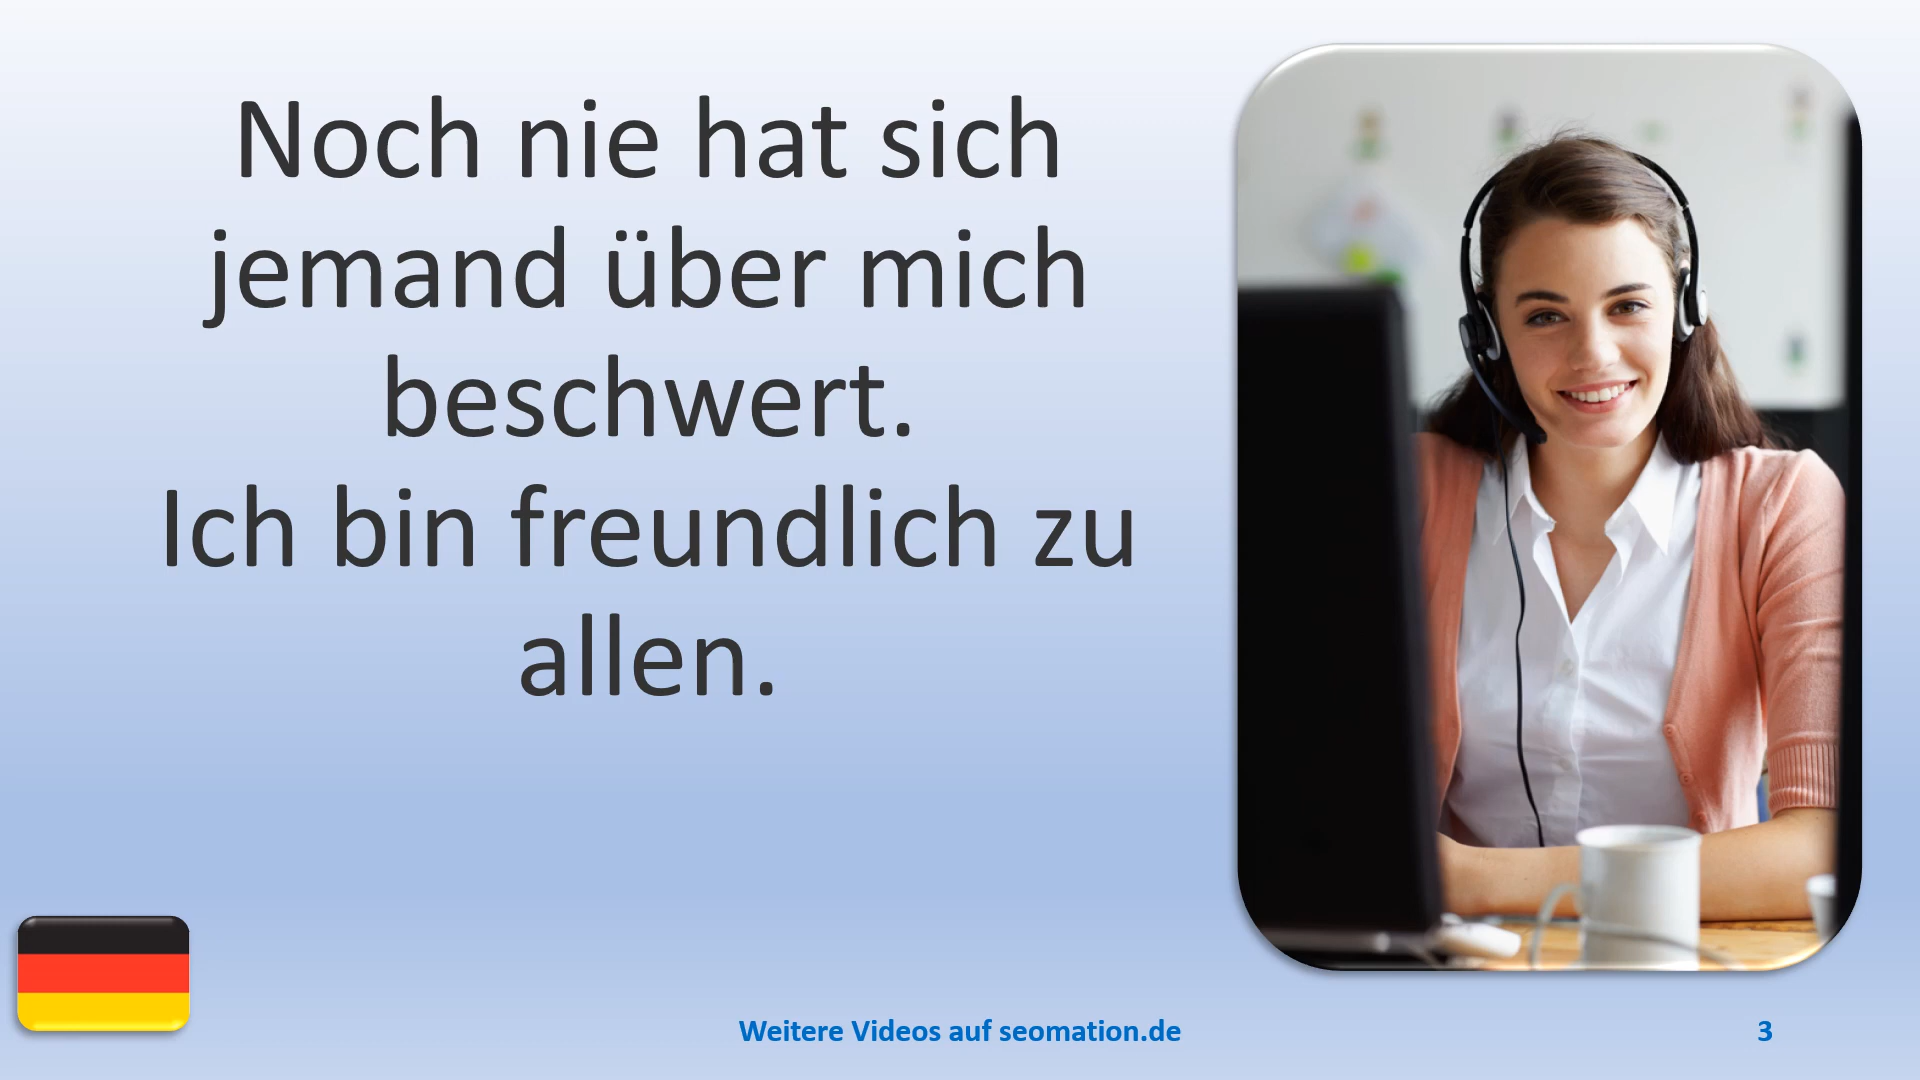 Noch nie hat sich
jemand über mich
beschwert.
Ich bin freundlich zu
allen.
Weitere Videos auf seomation.de
3